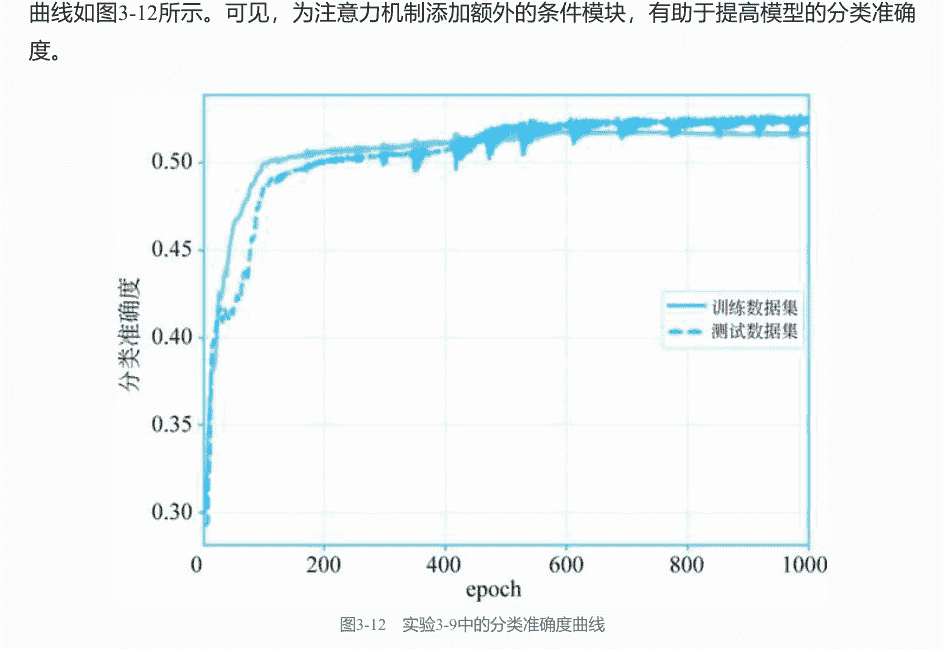 曲线如图3-12所示。可见，为注意力机制添加额外的条件模块，有助于提高模型的分类准确
度。
0.50
0.45
0.40
0.35
0.30
分类准确度
训练数据集
测试数据集
0
200
400
600
800
1000
epoch
图3-12 实验3-9中的分类准确度曲线